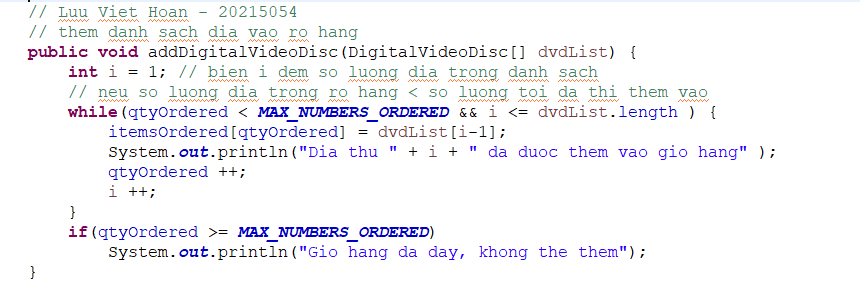 // Luu Viet Hoan - 20215054
// them danh sach dia vao ro hang
public void addDigitalVideoDisc(DigitalVideoDisc[] dvdList) {
    int i = 1; // bien i dem so luong dia trong danh sach
    // neu so luong dia trong ro hang < so luong toi da thi them vao
    while(qtyOrdered < MAX_NUMBERS_ORDERED && i <= dvdList.length ) {
        itemsOrdered[qtyOrdered] = dvdList[i-1];
        System.out.println("Dia thu " + i + " da duoc them vao gio hang" );
        qtyOrdered ++;
        i ++;
    }
    if(qtyOrdered >= MAX_NUMBERS_ORDERED)
        System.out.println("Gio hang da day, khong the them");
}